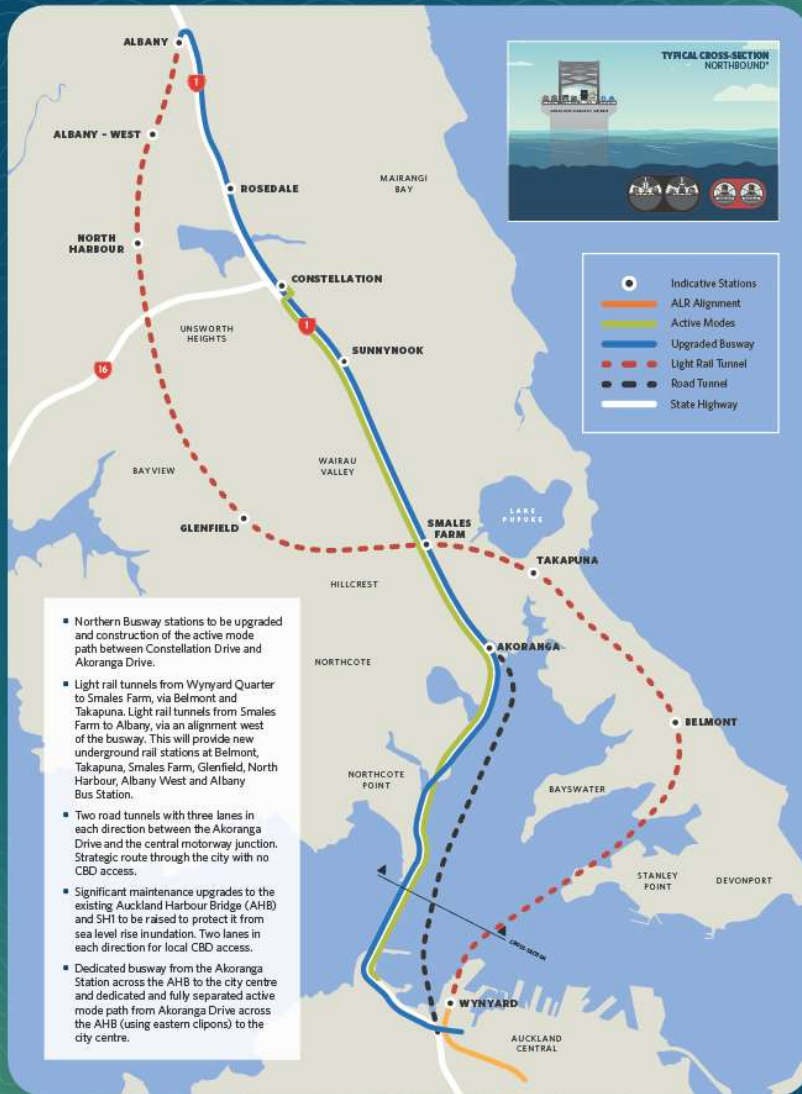 ALBANY
TYPICAL CROSS-SECTION
NORTHBOUND*
1
ALBANY - WEST
ROSEDALE
MAIRANGI
BAY
NORTH
HARBOUR
CONSTELLATION
Indicative Stations
ALR Alignment
Active Modes
Upgraded Busway
Light Rail Tunnel
Road Tunnel
State Highway
1
UNSWORTH
HEIGHTS
SUNNYNOOK
16
WAIRAU
VALLEY
BAYVIEW
LAKE
PUPUKE
GLENFIELD
SMALES
FARM
TAKAPUNA
HILLCREST
▪ Northern Busway stations to be upgraded
and construction of the active mode
path between Constellation Drive and
Akoranga Drive.
▪ Light rail tunnels from Wynyard Quarter
to Smales Farm, via Belmont and
Takapuna. Light rail tunnels from Smales
Farm to Albany, via an alignment west
of the busway. This will provide new
underground rail stations at Belmont,
Takapuna, Smales Farm, Glenfield, North
Harbour, Albany West and Albany
Bus Station.
▪ Two road tunnels with three lanes in
each direction between the Akoranga
Drive and the central motorway junction.
Strategic route through the city with no
CBD access.
▪ Significant maintenance upgrades to the
existing Auckland Harbour Bridge (AHB)
and SH1 to be raised to protect it from
sea level rise inundation. Two lanes in
each direction for local CBD access.
▪ Dedicated busway from the Akoranga
Station across the AHB to the city centre
and dedicated and fully separated active
mode path from Akoranga Drive across
the AHB (using eastern clipons) to the
city centre.
AKORANGA
NORTHCOTE
BELMONT
NORTHCOTE
POINT
BAYSWATER
STANLEY
POINT
DEVONPORT
CROSS-SECTION
WYNYARD
AUCKLAND
CENTRAL